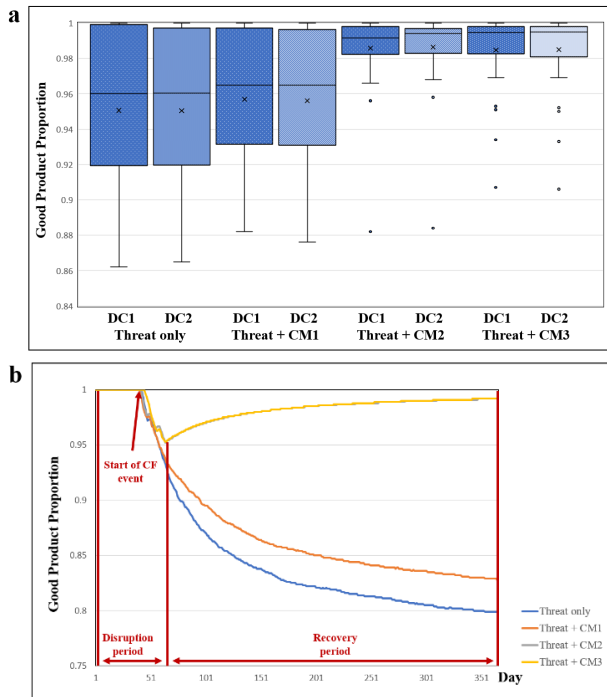 a
Good Product Proportion
1
0.98
0.96
0.94
0.92
0.9
0.88
0.86
0.84
DC1 DC2 DC1 DC2 DC1 DC2 DC1 DC2
Threat only Threat + CM1 Threat + CM2 Threat + CM3
b
Good Product Proportion
1
0.95
0.9
0.85
0.8
0.75
Start of CF
event
Disruption
period
Recovery
period
1 51 101 151 201 251 301 351 Day
Threat only
Threat + CM1
Threat + CM2
Threat + CM3